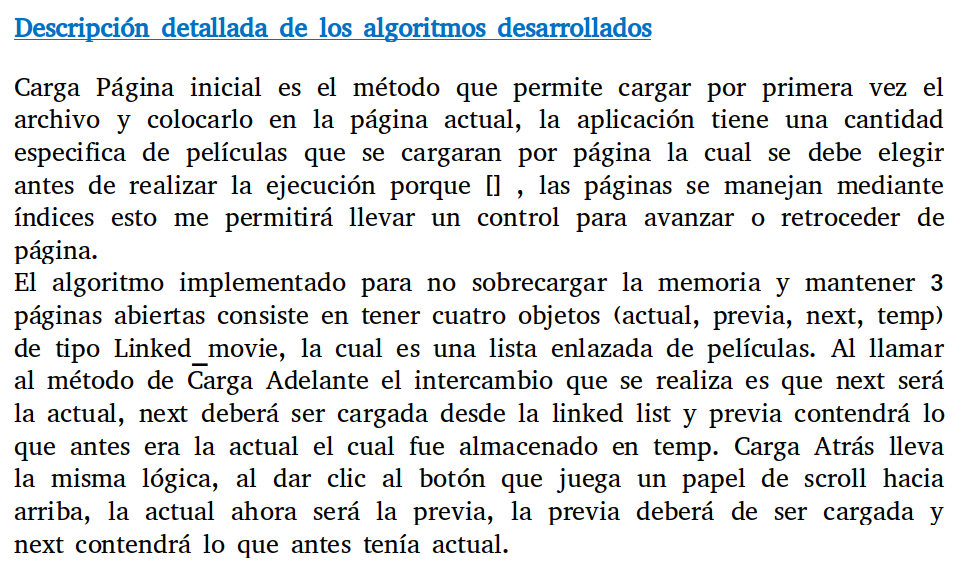 Descripción detallada de los algoritmos desarrollados
Carga Página inicial es el método que permite cargar por primera vez el
archivo y colocarlo en la página actual, la aplicación tiene una cantidad
especifica de películas que se cargaran por página la cual se debe elegir
antes de realizar la ejecución porque [] , las páginas se manejan mediante
índices esto me permitirá llevar un control para avanzar o retroceder de
página.
El algoritmo implementado para no sobrecargar la memoria y mantener 3
páginas abiertas consiste en tener cuatro objetos (actual, previa, next, temp)
de tipo Linked_movie, la cual es una lista enlazada de películas. Al llamar
al método de Carga Adelante el intercambio que se realiza es que next será
la actual, next deberá ser cargada desde la linked list y previa contendrá lo
que antes era la actual el cual fue almacenado en temp. Carga Atrás lleva
la misma lógica, al dar clic al botón que juega un papel de scroll hacia
arriba, la actual ahora será la previa, la previa deberá de ser cargada y
next contendrá lo que antes tenía actual.